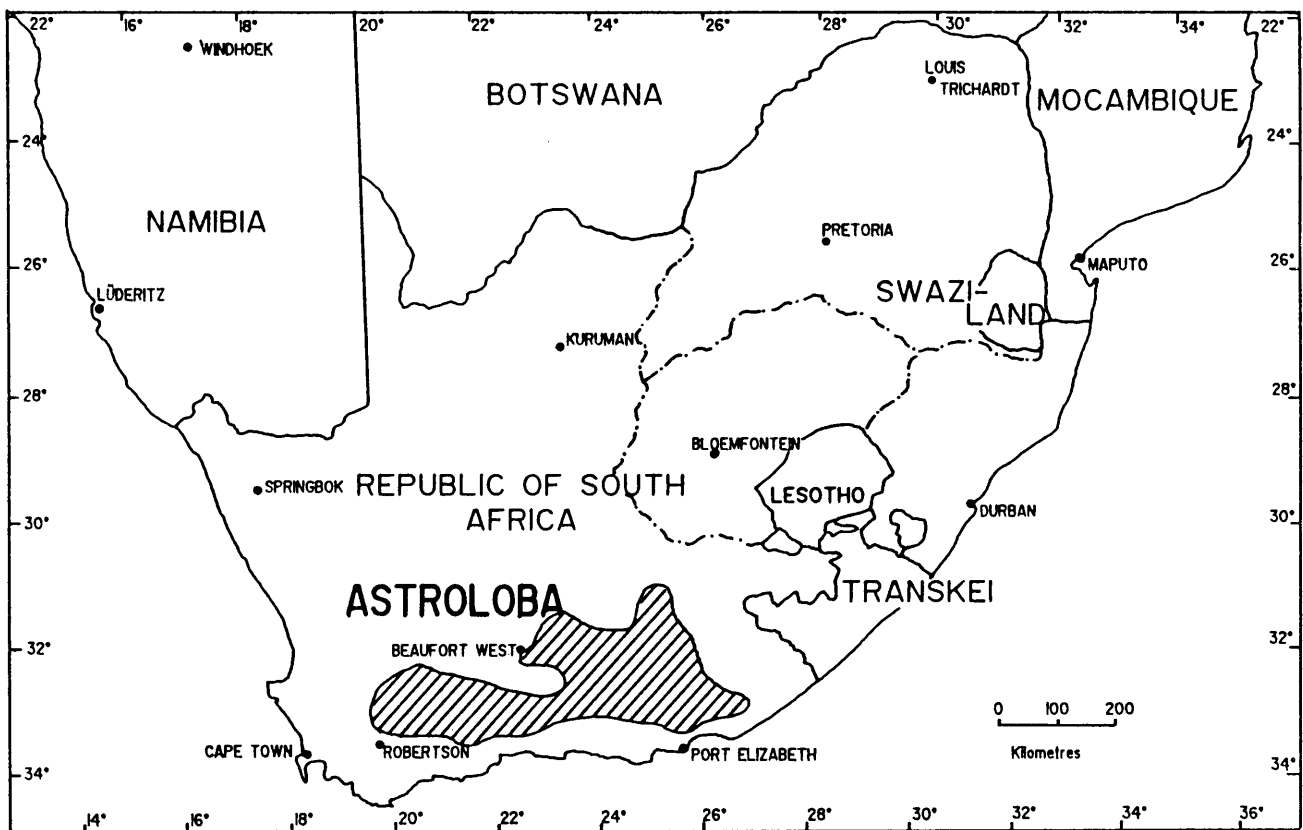 22° 16° 18° 20° 22° 24° 26° 28° 30° 32° 34° 22°
WINDHOEK
LOUIS
TRICHARDT
BOTSWANA
MOCAMBIQUE
24° 24°
NAMIBIA
PRETORIA
26° 26°
MAPUTO
LÜDERITZ
SWAZI-
LAND
KURUMAN
28° 28°
BLOEMFONTEIN
SPRINGBOK
REPUBLIC OF SOUTH
AFRICA
LESOTHO
DURBAN
30° 30°
TRANSKEI
ASTROLOBA
32° 32°
BEAUFORT WEST
0 100 200
Kilometres
CAPE TOWN
ROBERTSON
PORT ELIZABETH
34° 34°
14° 16° 18° 20° 22° 24° 26° 28° 32° 34° 36°